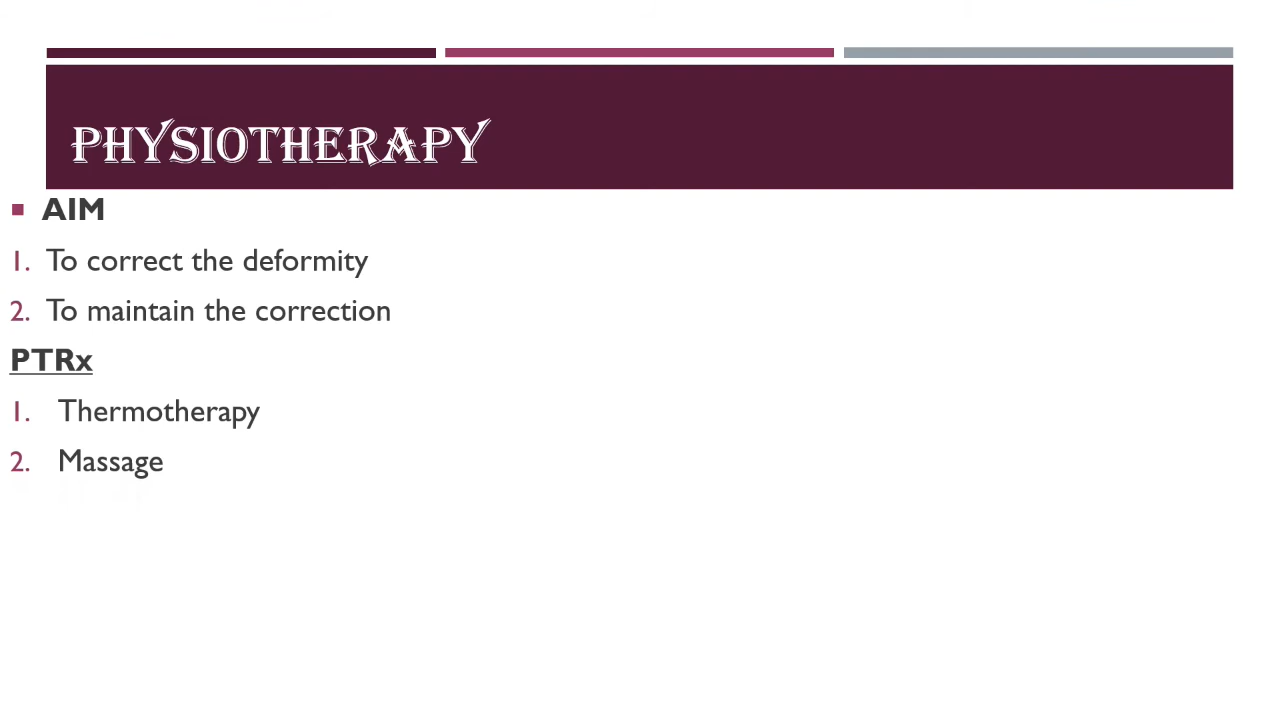 PHYSIOTHERAPY
▪ AIM
1. To correct the deformity
2. To maintain the correction
PTRx
1. Thermotherapy
2. Massage